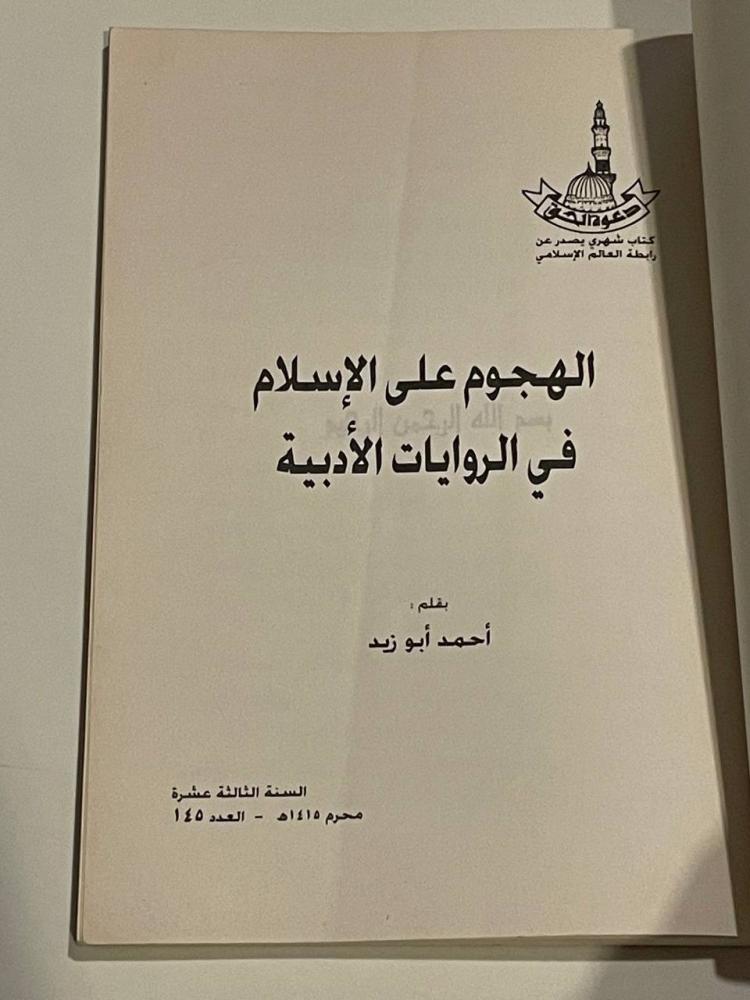 دعوة الحق
كتاب شهري يصدر عن
رابطة العالم الإسلامي
الهجوم على الإسلام
في الروايات الأدبية
بسم الله الرحمن الرحيم
بقلم :
أحمد أبو زيد
السنة الثالثة عشرة
محرم ١٤١٥هـ - العدد ١٤٥